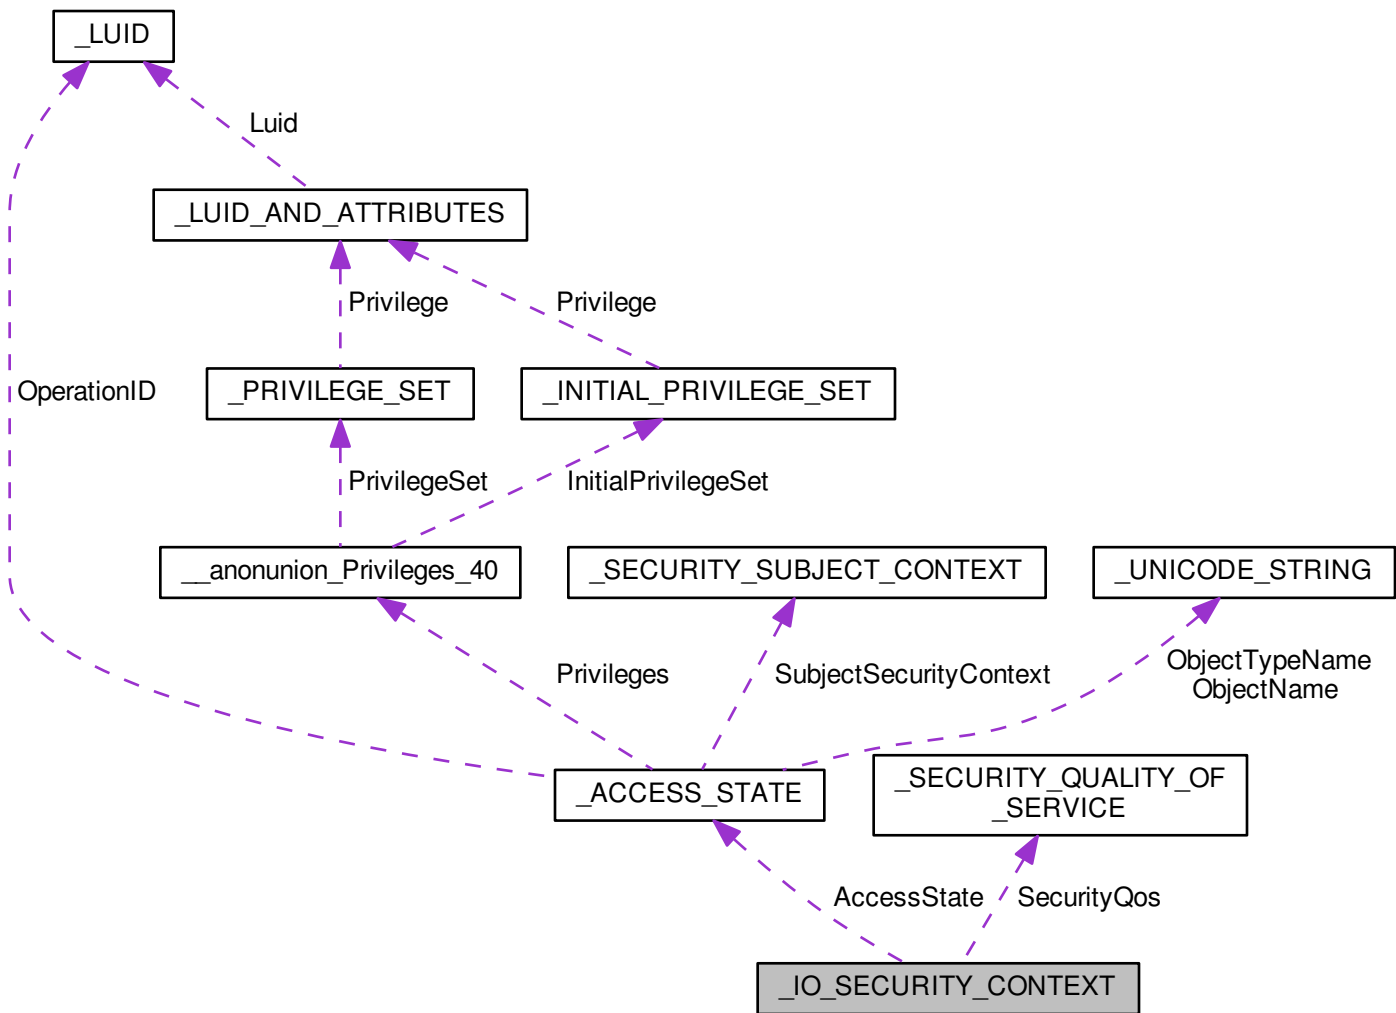 _LUID
Luid
_LUID_AND_ATTRIBUTES
Privilege
Privilege
_PRIVILEGE_SET
_INITIAL_PRIVILEGE_SET
OperationID
PrivilegeSet
InitialPrivilegeSet
__anonunion_Privileges_40
_SECURITY_SUBJECT_CONTEXT
_UNICODE_STRING
Privileges
SubjectSecurityContext
ObjectTypeName
ObjectName
_ACCESS_STATE
_SECURITY_QUALITY_OF
_SERVICE
AccessState
SecurityQos
_IO_SECURITY_CONTEXT